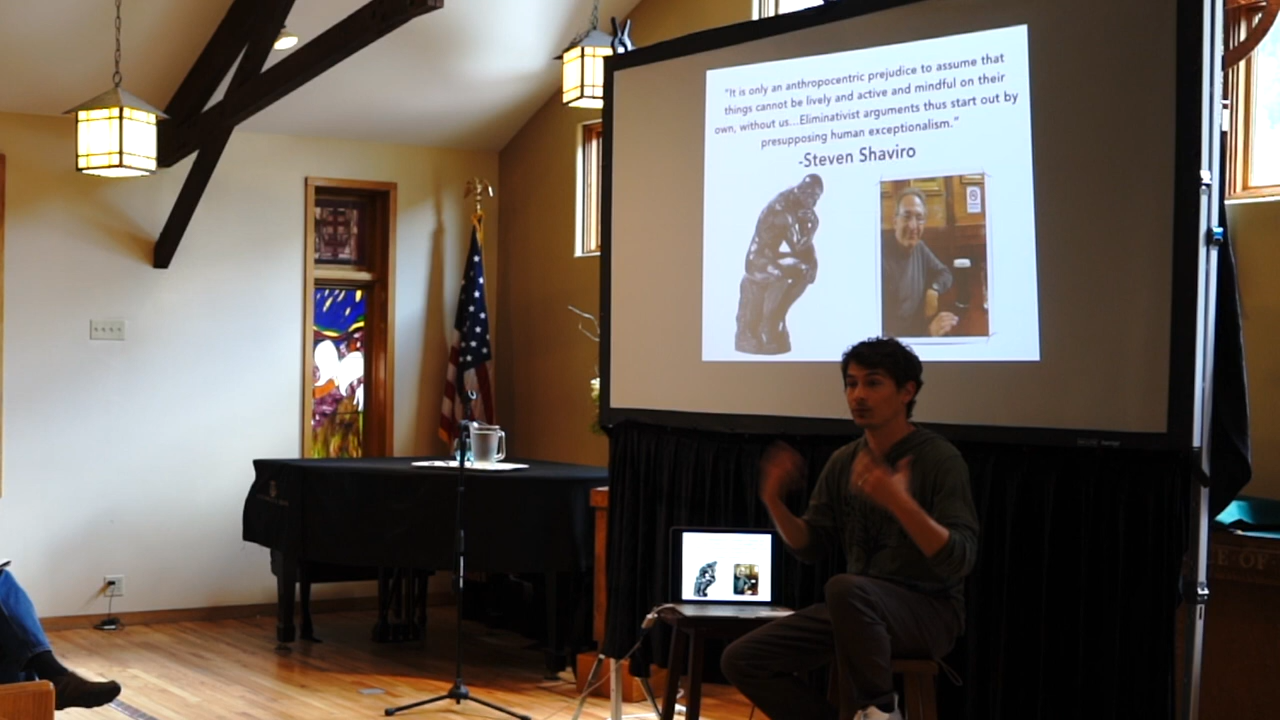 "It is only an anthropocentric prejudice to assume that
things cannot be lively and active and mindful on their
own, without us...Eliminativist arguments thus start out by
presupposing human exceptionalism."
-Steven Shaviro
E OF